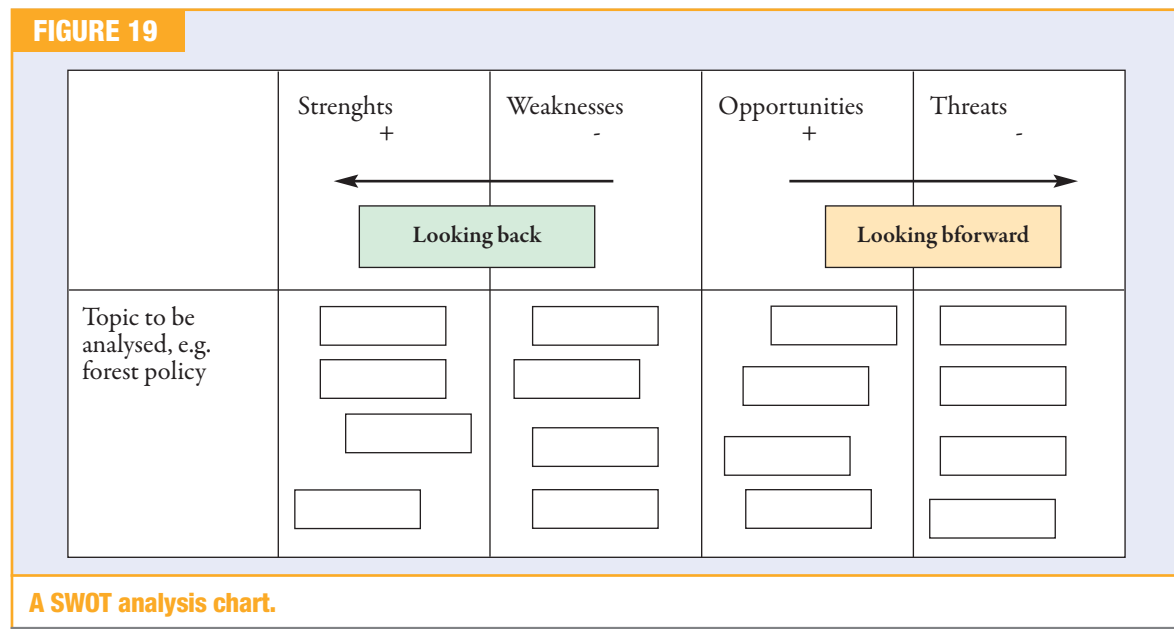 FIGURE 19
Strenghts
+
Weaknesses
-
Opportunities
+
Threats
-
Looking back
Looking bforward
Topic to be
analysed, e.g.
forest policy
A SWOT analysis chart.